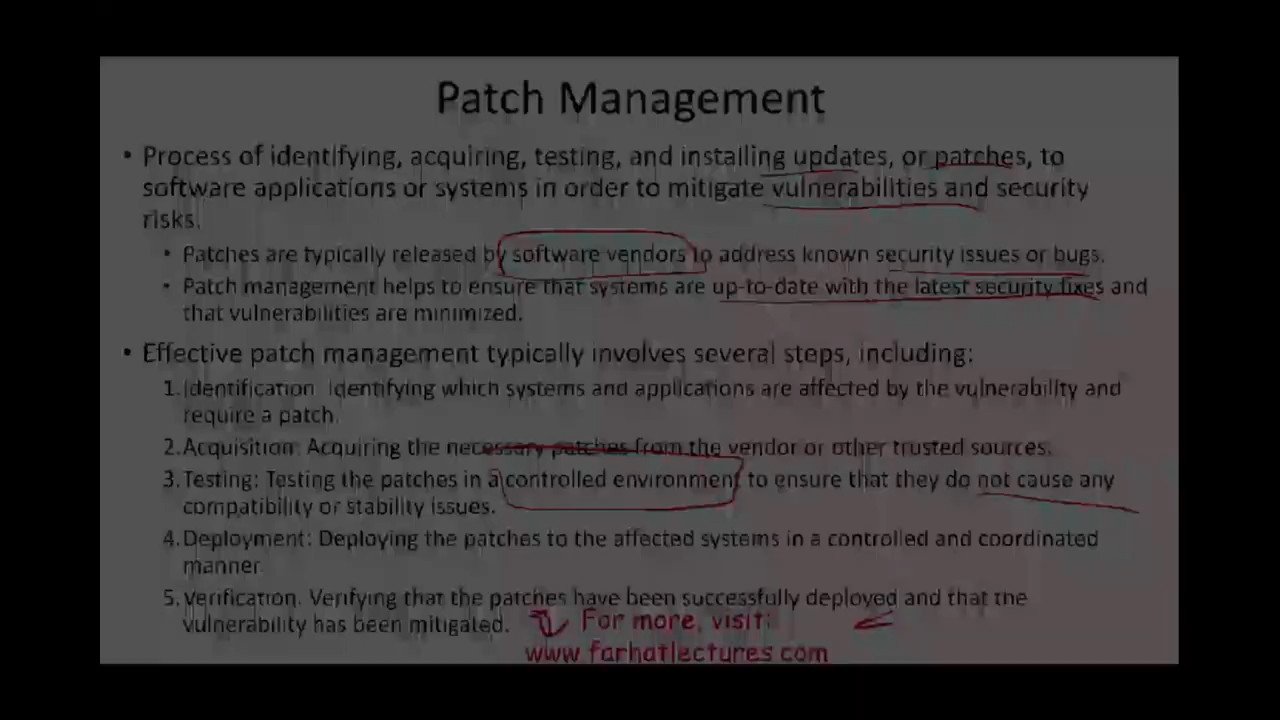 Patch Management
• Process of identifying, acquiring, testing, and installing updates, or patches, to
software applications or systems in order to mitigate vulnerabilities and security
risks.
• Patches are typically released by software vendors to address known security issues or bugs.
• Patch management helps to ensure that systems are up-to-date with the latest security fixes and
that vulnerabilities are minimized.
• Effective patch management typically involves several steps, including:
1. Identification: Identifying which systems and applications are affected by the vulnerability and
require a patch.
2. Acquisition: Acquiring the necessary patches from the vendor or other trusted sources.
3. Testing: Testing the patches in a controlled environment to ensure that they do not cause any
compatibility or stability issues.
4. Deployment: Deploying the patches to the affected systems in a controlled and coordinated
manner.
5. Verification: Verifying that the patches have been successfully deployed and that the
vulnerability has been mitigated.
For more, visit:
www.farhatlectures.com